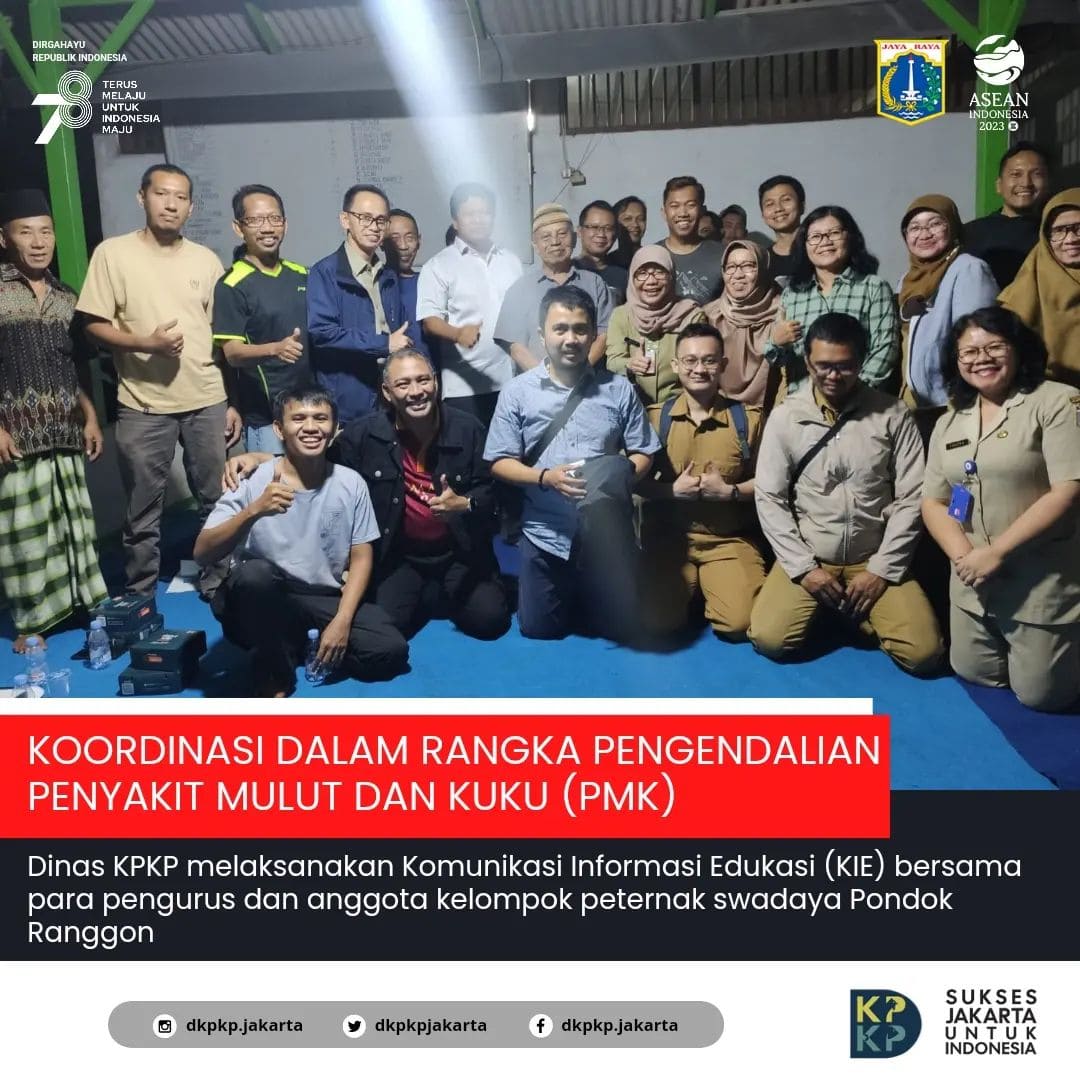 DIRGAHAYU
REPUBLIK INDONESIA
78
TERUS
MELAJU
UNTUK
INDONESIA
MAJU
JAYA RAYA
ASEAN
INDONESIA
2023
KOORDINASI DALAM RANGKA PENGENDALIAN
PENYAKIT MULUT DAN KUKU (PMK)
Dinas KPKP melaksanakan Komunikasi Informasi Edukasi (KIE) bersama
para pengurus dan anggota kelompok peternak swadaya Pondok
Ranggon
dkpkp.jakarta
dkpkpjakarta
dkpkp.jakarta
KP
KP
SUKSES
JAKARTA
UNTUK
INDONESIA